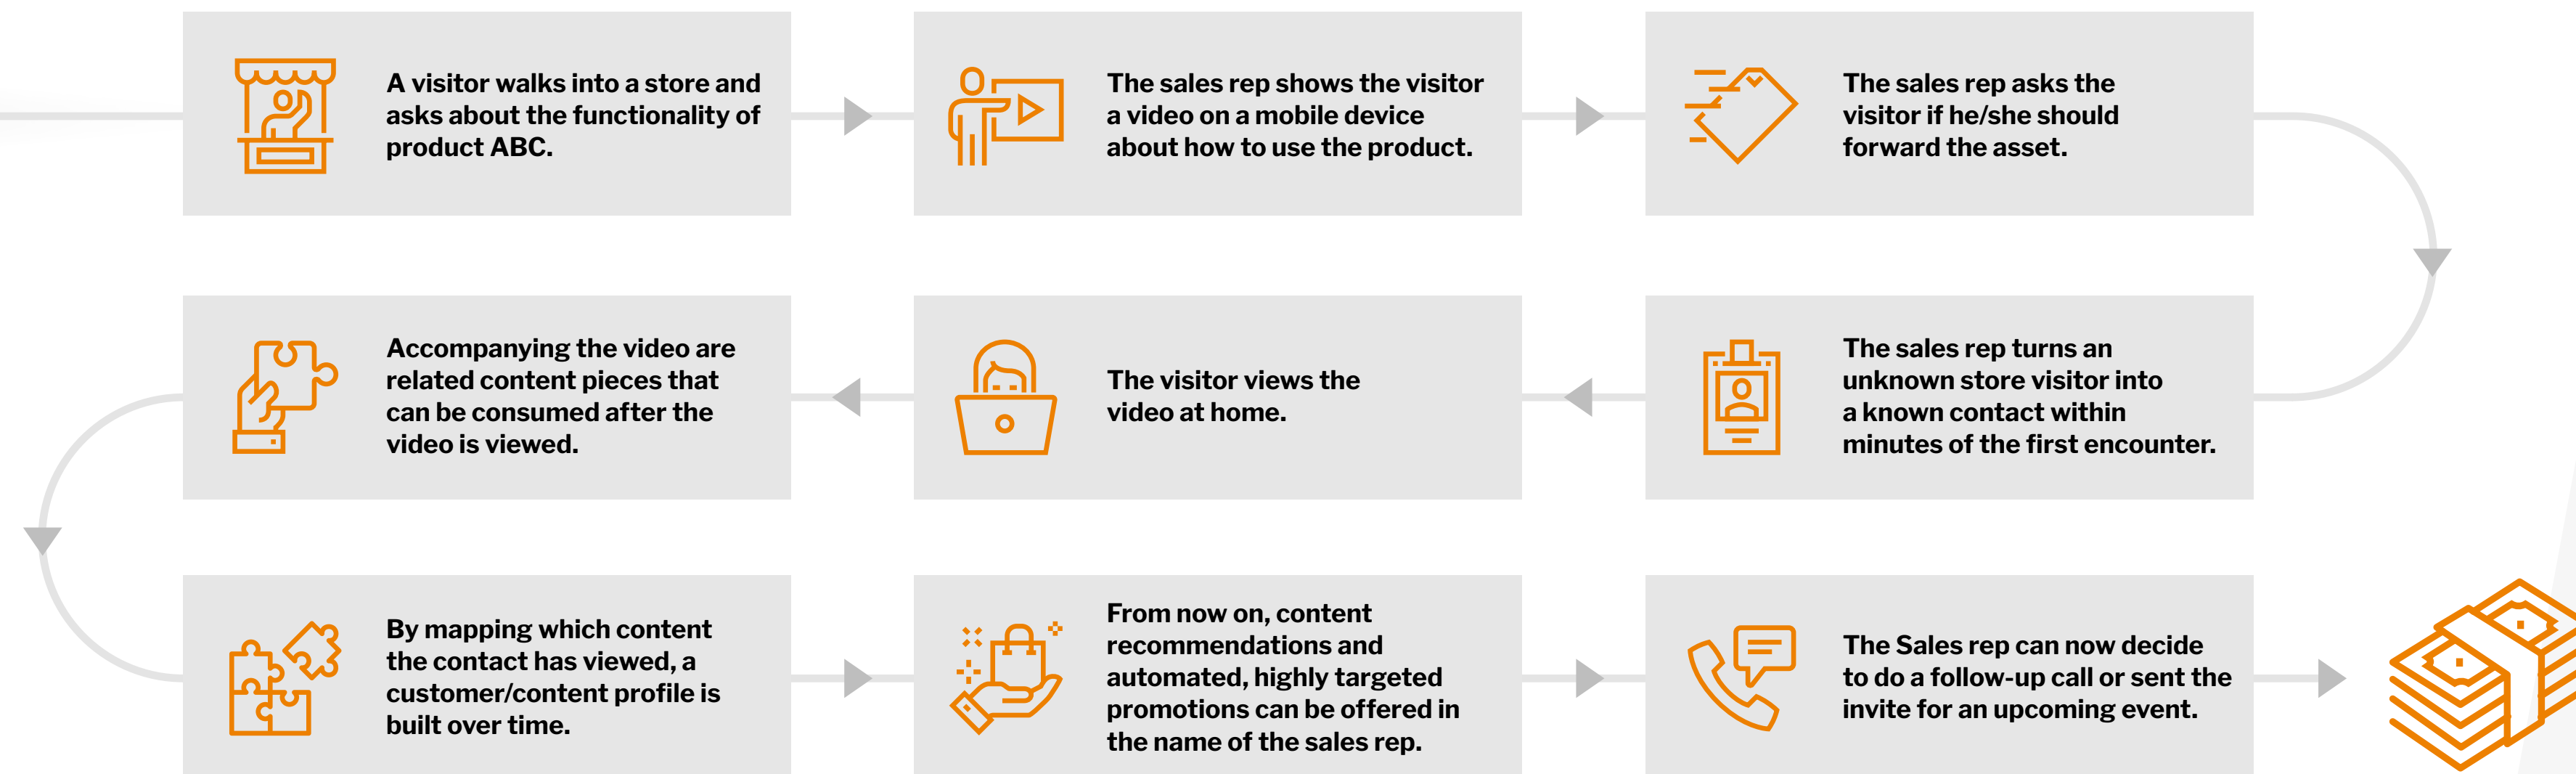 A visitor walks into a store and
asks about the functionality of
product ABC.
The sales rep shows the visitor
a video on a mobile device
about how to use the product.
The sales rep asks the
visitor if he/she should
forward the asset.
The sales rep turns an
unknown store visitor into
a known contact within
minutes of the first encounter.
The visitor views the
video at home.
Accompanying the video are
related content pieces that
can be consumed after the
video is viewed.
By mapping which content
the contact has viewed, a
customer/content profile is
built over time.
From now on, content
recommendations and
automated, highly targeted
promotions can be offered in
the name of the sales rep.
The Sales rep can now decide
to do a follow-up call or sent the
invite for an upcoming event.